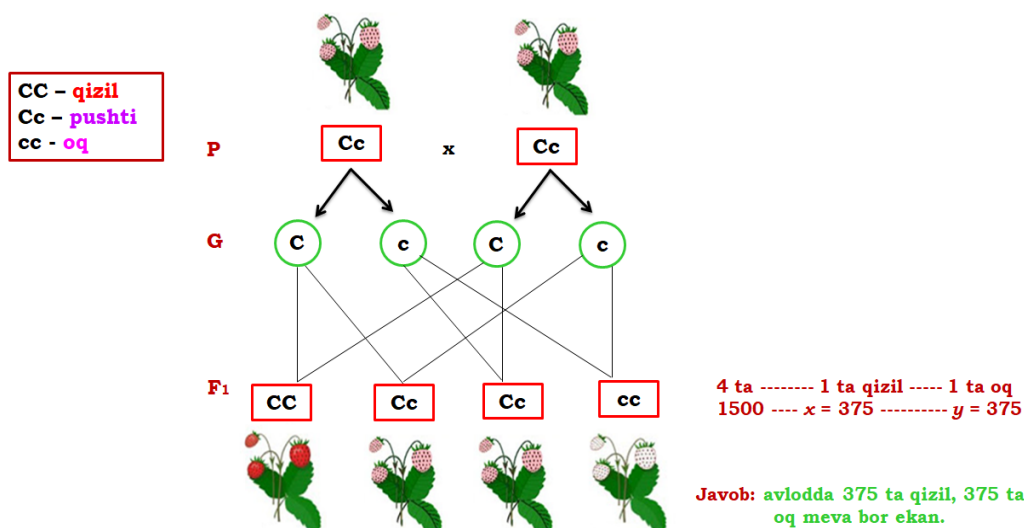 CC – qizil
Cc – pushti
cc - oq
P Cc x Cc
G C c C c
F1 CC Cc Cc cc
4 ta -------- 1 ta qizil ----- 1 ta oq
1500 ---- x = 375 ---------- y = 375
Javob: avlodda 375 ta qizil, 375 ta
oq meva bor ekan.